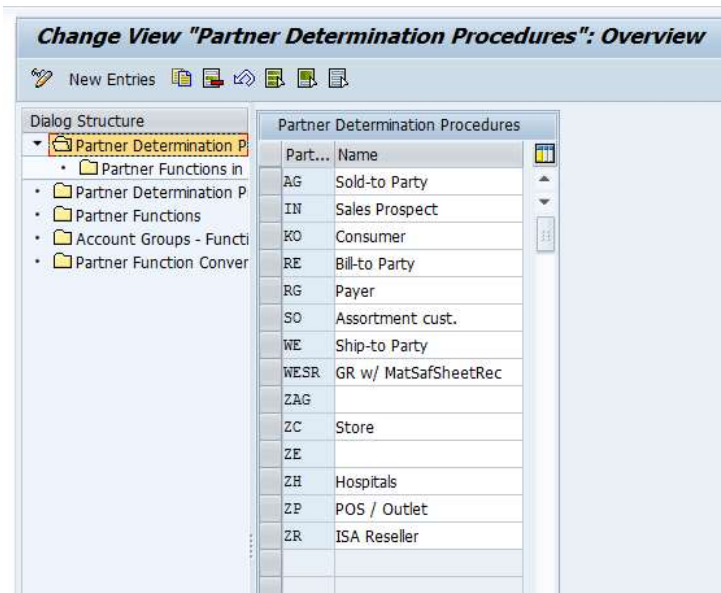 Change View "Partner Determination Procedures": Overview
New Entries
Dialog Structure
Partner Determination P
Partner Functions in
Partner Determination P
Partner Functions
Account Groups - Functi
Partner Function Conver
Partner Determination Procedures
Part... Name
AG Sold-to Party
IN Sales Prospect
KO Consumer
RE Bill-to Party
RG Payer
SO Assortment cust.
WE Ship-to Party
WESR GR w/ MatSafSheetRec
ZAG
ZC Store
ZE
ZH Hospitals
ZP POS / Outlet
ZR ISA Reseller